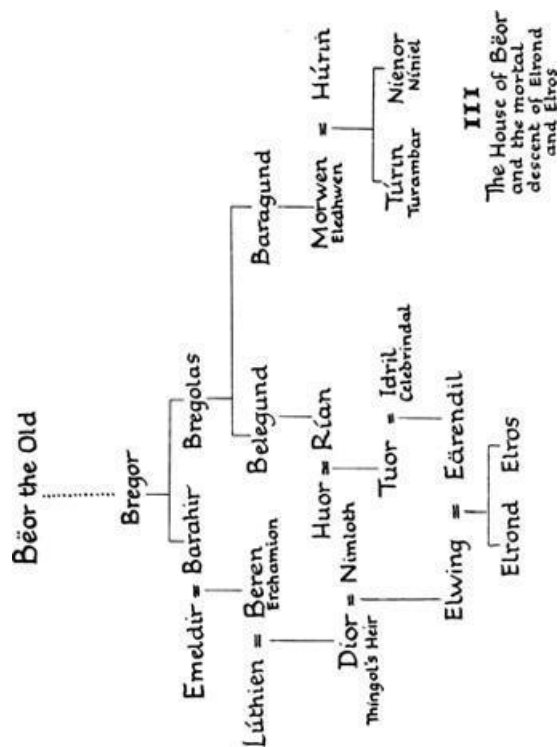 Bëor the Old
Bregor
Emeldir = Barahir Bregolas
Lúthien = Beren Belegund Baragund
Erchamion
Dior = Nimloth Huor = Rían Morwen = Húrin
Thingol's Heir Eledhwen
Tuor = Idril Túrin Nienor
Celebrindal Turambar Níniel
Elwing = Eärendil
Elrond Elros
III
The House of Bëor
and the mortal
descent of Elrond
and Elros